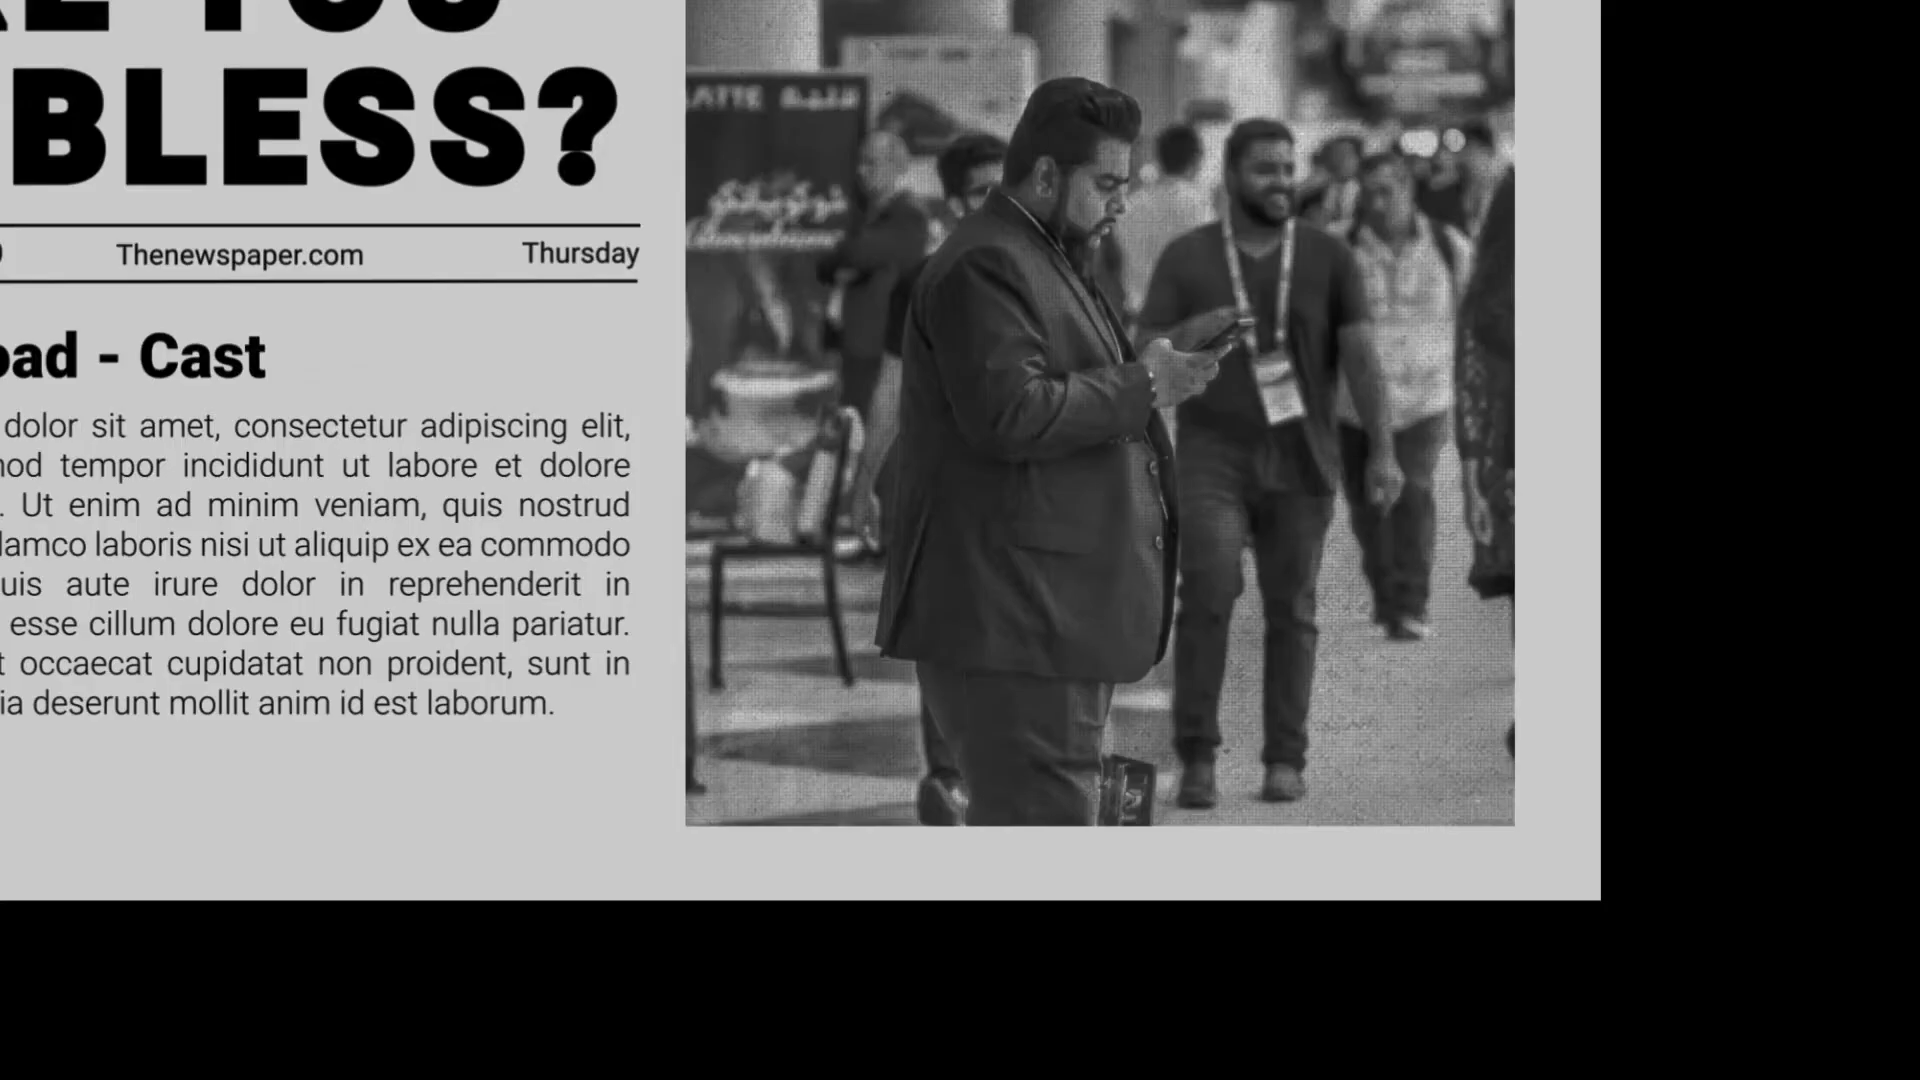 BLESS?
Thenewspaper.com
Thursday
oad - Cast
dolor sit amet, consectetur adipiscing elit,
nod tempor incididunt ut labore et dolore
. Ut enim ad minim veniam, quis nostrud
lamco laboris nisi ut aliquip ex ea commodo
uis aute irure dolor in reprehenderit in
esse cillum dolore eu fugiat nulla pariatur.
t occaecat cupidatat non proident, sunt in
ia deserunt mollit anim id est laborum.
LATTE